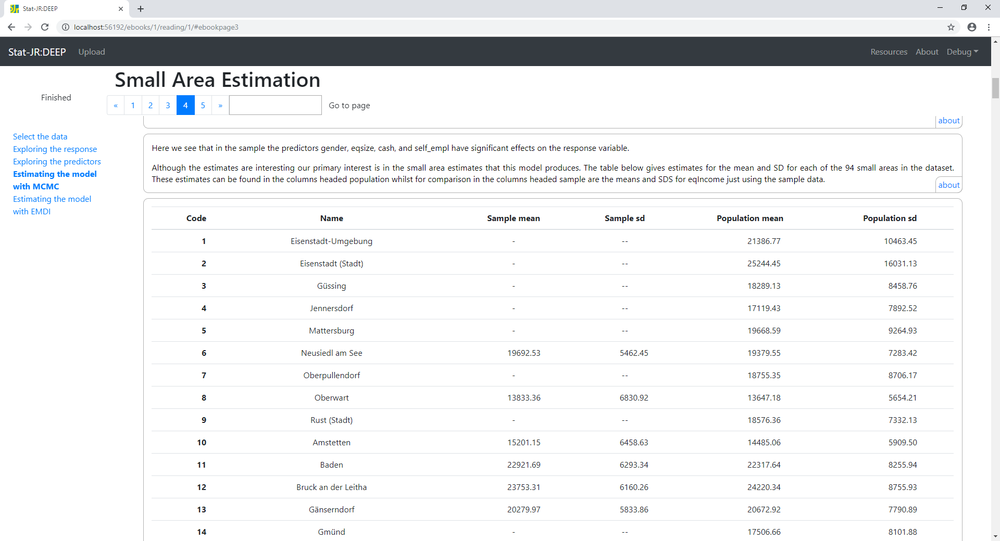 Stat-JR:DEEP
localhost:56192/ebooks/1/reading/1/#ebookpage3
Stat-JR:DEEP Upload Resources About Debug
Small Area Estimation
Finished
« 1 2 3 4 5 » Go to page
about
Select the data
Exploring the response
Exploring the predictors
Estimating the model
with MCMC
Estimating the model
with EMDI
Here we see that in the sample the predictors gender, eqsize, cash, and self_empl have significant effects on the response variable.
Although the estimates are interesting our primary interest is in the small area estimates that this model produces. The table below gives estimates for the mean and SD for each of the 94 small areas in the dataset.
These estimates can be found in the columns headed population whilst for comparison in the columns headed sample are the means and SDS for eqIncome just using the sample data.
about
Code Name Sample mean Sample sd Population mean Population sd
1 Eisenstadt-Umgebung - -- 21386.77 10463.45
2 Eisenstadt (Stadt) - -- 25244.45 16031.13
3 Güssing - -- 18289.13 8458.76
4 Jennersdorf - -- 17119.43 7892.52
5 Mattersburg - -- 19668.59 9264.93
6 Neusiedl am See 19692.53 5462.45 19379.55 7283.42
7 Oberpullendorf - -- 18755.35 8706.17
8 Oberwart 13833.36 6830.92 13647.18 5654.21
9 Rust (Stadt) - -- 18576.36 7332.13
10 Amstetten 15201.15 6458.63 14485.06 5909.50
11 Baden 22921.69 6293.34 22317.64 8255.94
12 Bruck an der Leitha 23753.31 6160.26 24220.34 8755.93
13 Gänserndorf 20279.97 5833.86 20672.92 7790.89
14 Gmünd - -- 17506.66 8101.88